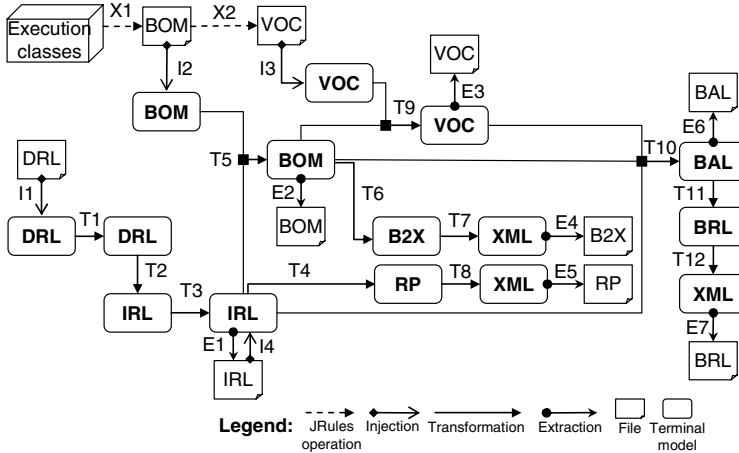 X1
X2
Execution
classes
BOM
VOC
I2
I3
VOC
BOM
VOC
T9
E3
VOC
BAL
E6
DRL
I1
T5
BOM
T10
BAL
E2
T6
BOM
T11
DRL
T1
DRL
B2X
T7
XML
E4
B2X
BRL
T2
T12
IRL
T3
IRL
T4
RP
T8
XML
E5
RP
XML
E1
I4
IRL
E7
BRL
Legend:
JRules
operation
Injection
Transformation
Extraction
File
Terminal
model